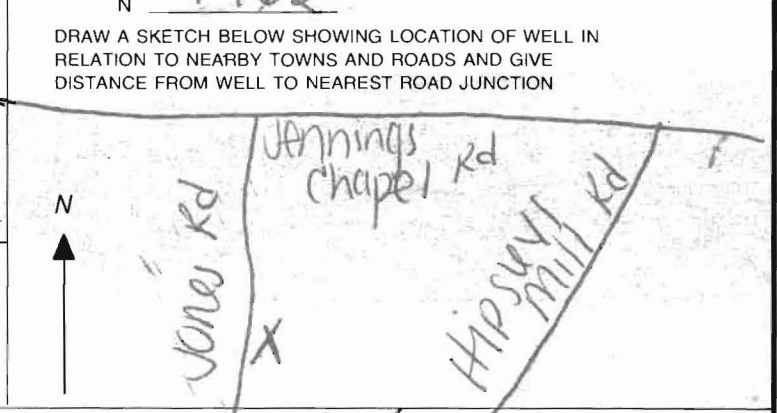 N
DRAW A SKETCH BELOW SHOWING LOCATION OF WELL IN
RELATION TO NEARBY TOWNS AND ROADS AND GIVE
DISTANCE FROM WELL TO NEAREST ROAD JUNCTION
Jennings
Chapel Rd
N
Jones Rd
X
Hipsley
Mill Rd